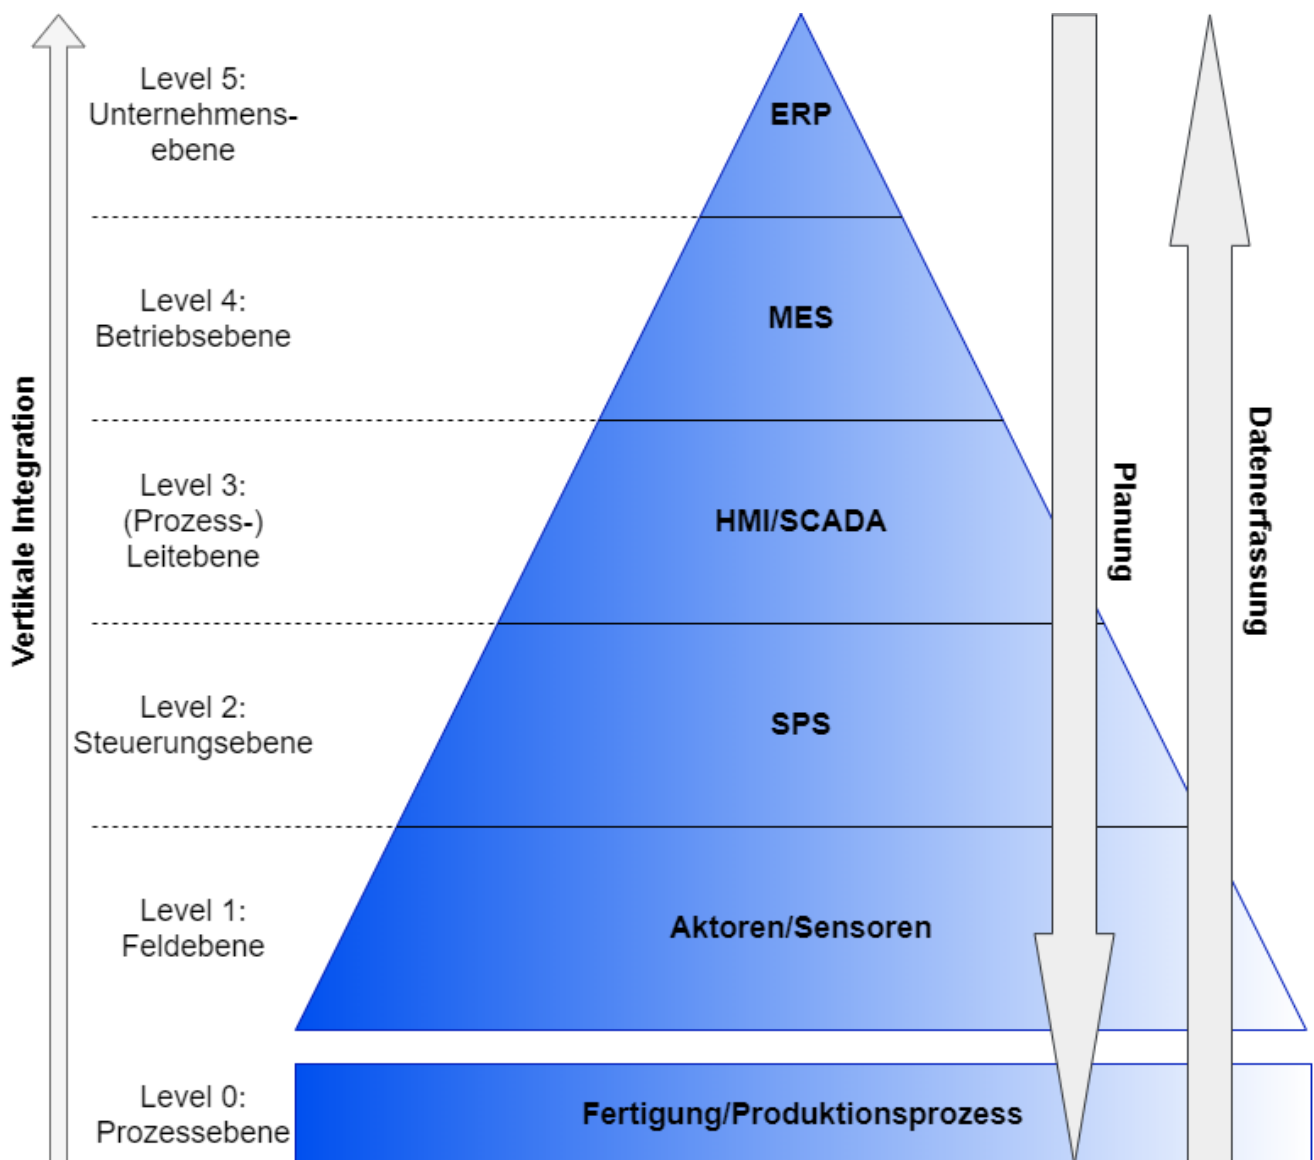 Level 5:
Unternehmens-
ebene
ERP
Level 4:
Betriebsebene
MES
Level 3:
(Prozess-)
Leitebene
HMI/SCADA
Level 2:
Steuerungsebene
SPS
Level 1:
Feldebene
Aktoren/Sensoren
Level 0:
Prozessebene
Fertigung/Produktionsprozess
Vertikale Integration
Planung
Datenerfassung